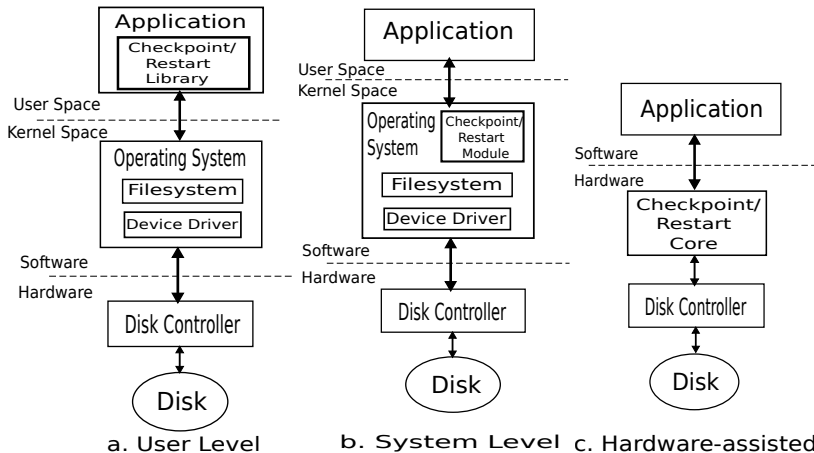 Application
Checkpoint/
Restart
Library
User Space
Kernel Space
Operating System
Filesystem
Device Driver
Software
Hardware
Disk Controller
Disk
a. User Level
Application
User Space
Kernel Space
Operating
System
Checkpoint/
Restart
Module
Filesystem
Device Driver
Software
Hardware
Disk Controller
Disk
b. System Level
Application
Software
Hardware
Checkpoint/
Restart
Core
Disk Controller
Disk
c. Hardware-assisted